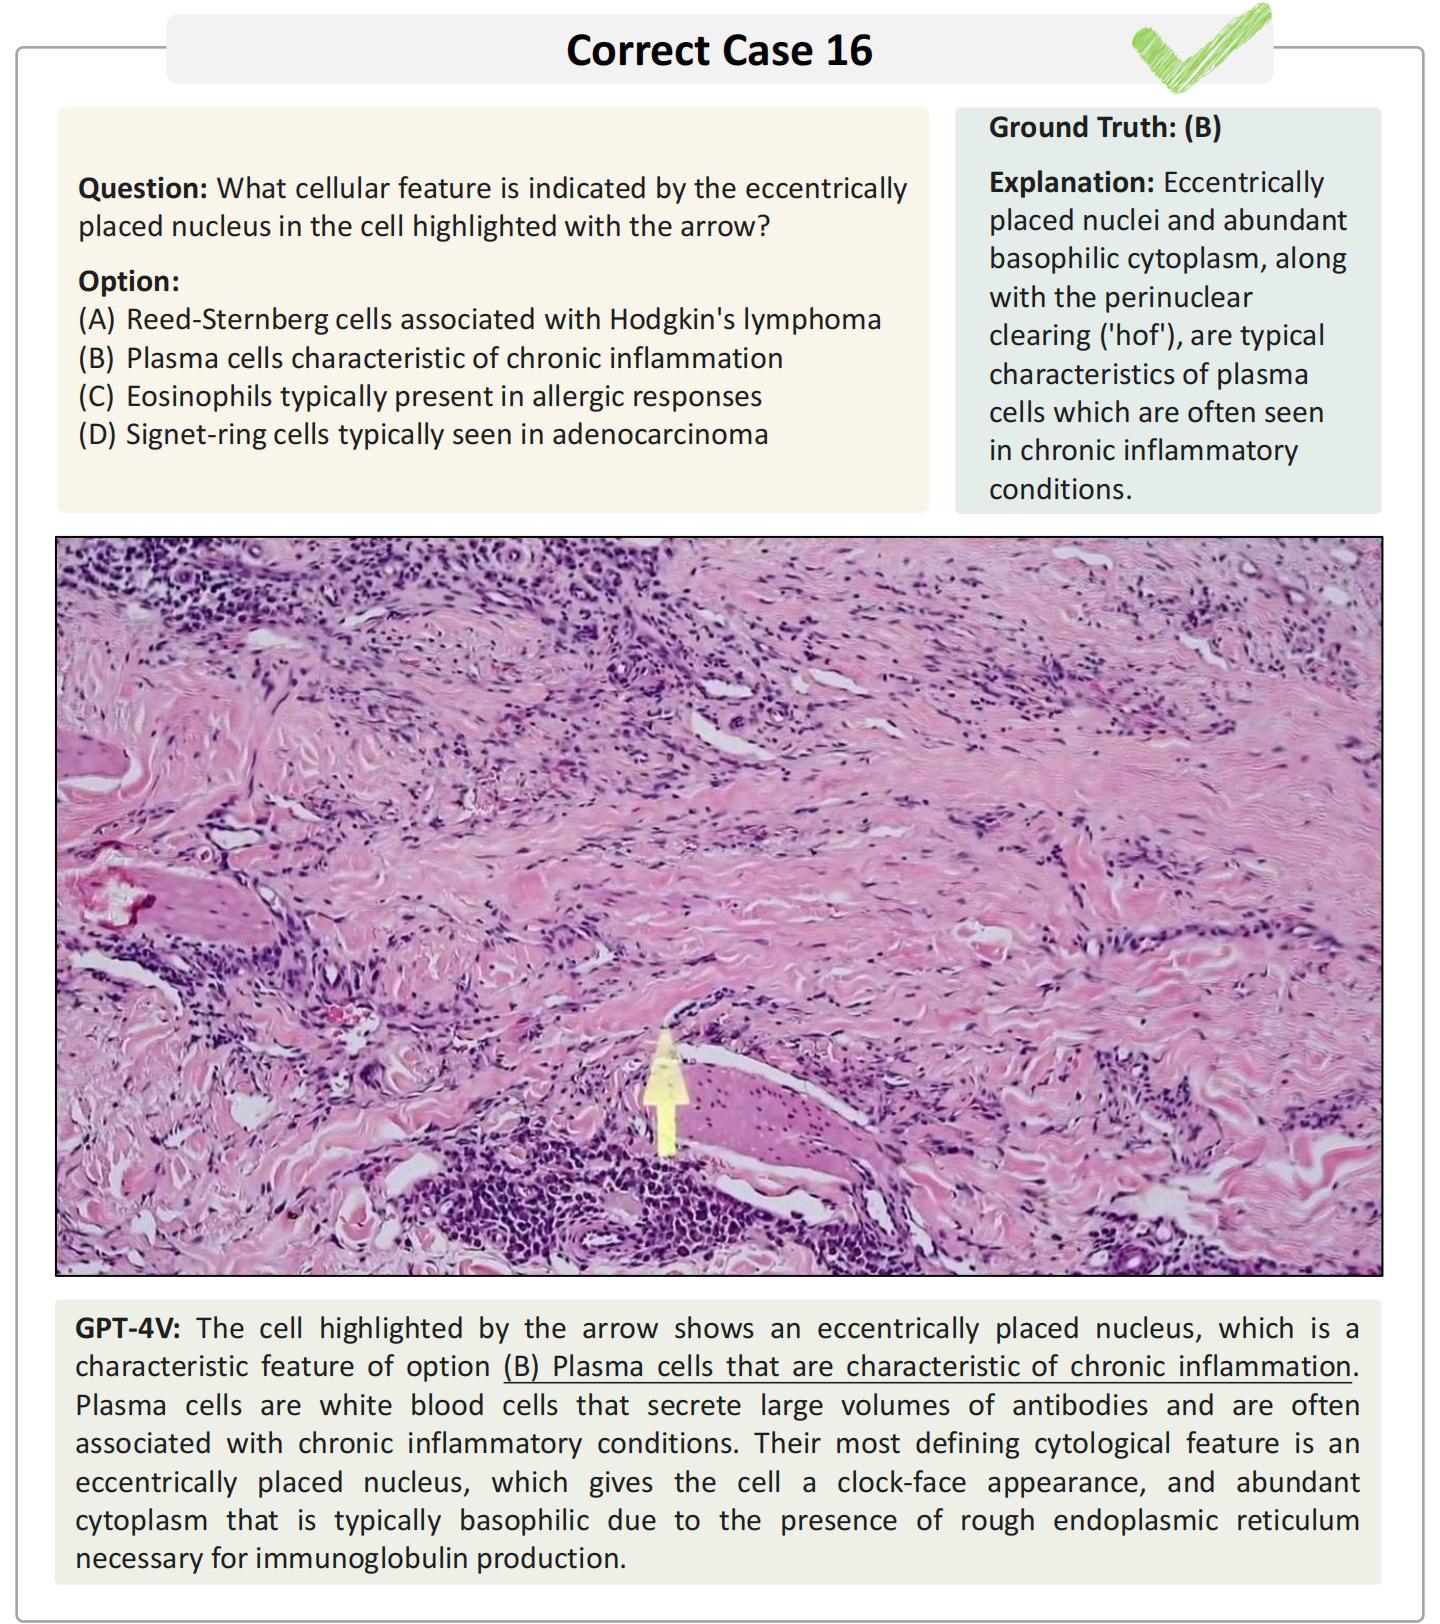 Correct Case 16
Question: What cellular feature is indicated by the eccentrically
placed nucleus in the cell highlighted with the arrow?
Option:
(A) Reed-Sternberg cells associated with Hodgkin's lymphoma
(B) Plasma cells characteristic of chronic inflammation
(C) Eosinophils typically present in allergic responses
(D) Signet-ring cells typically seen in adenocarcinoma
Ground Truth: (B)
Explanation: Eccentrically
placed nuclei and abundant
basophilic cytoplasm, along
with the perinuclear
clearing ('hof'), are typical
characteristics of plasma
cells which are often seen
in chronic inflammatory
conditions.
GPT-4V: The cell highlighted by the arrow shows an eccentrically placed nucleus, which is a
characteristic feature of option (B) Plasma cells that are characteristic of chronic inflammation.
Plasma cells are white blood cells that secrete large volumes of antibodies and are often
associated with chronic inflammatory conditions. Their most defining cytological feature is an
eccentrically placed nucleus, which gives the cell a clock-face appearance, and abundant
cytoplasm that is typically basophilic due to the presence of rough endoplasmic reticulum
necessary for immunoglobulin production.